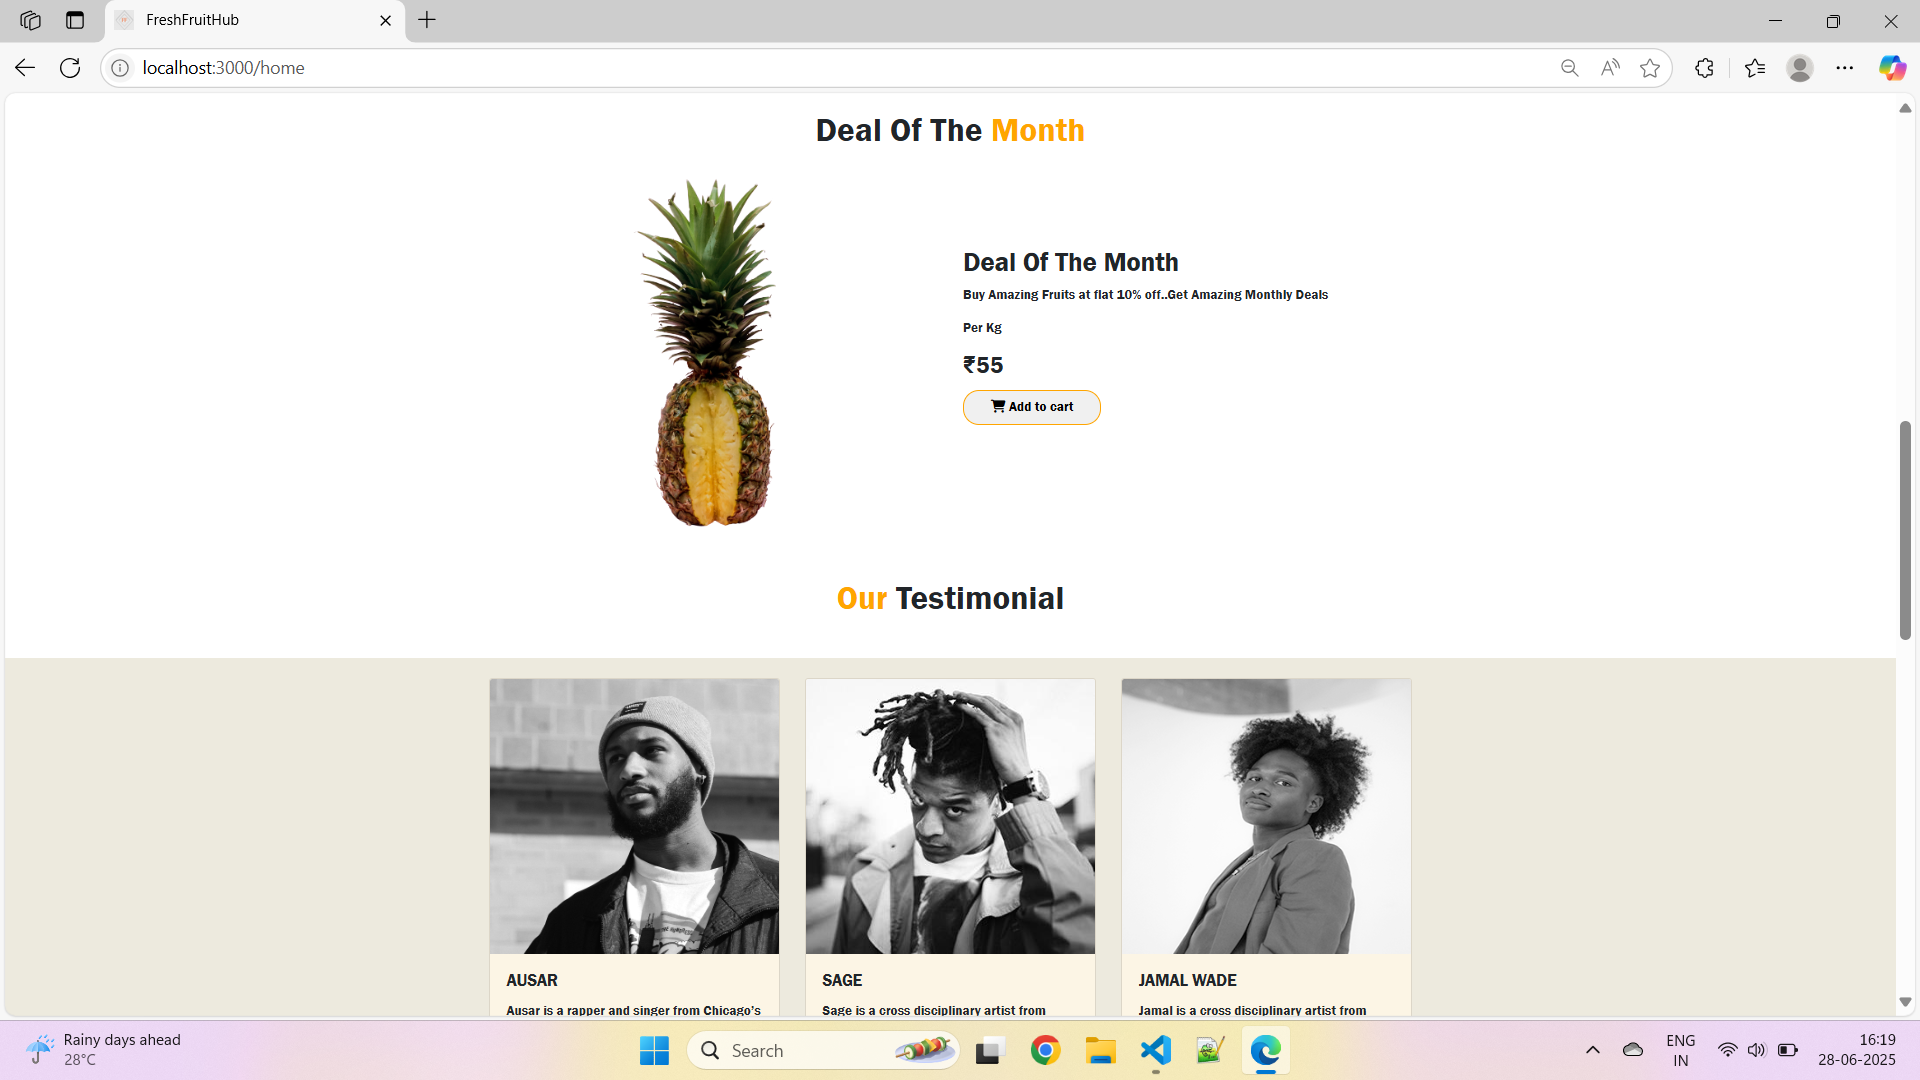 FreshFruitHub
localhost:3000/home
Deal Of The Month
Deal Of The Month
Buy Amazing Fruits at flat 10% off..Get Amazing Monthly Deals
Per Kg
₹55
Add to cart
Our Testimonial
AUSAR
Ausar is a rapper and singer from Chicago's
SAGE
Sage is a cross disciplinary artist from
JAMAL WADE
Jamal is a cross disciplinary artist from
Rainy days ahead
28°C
Search
ENG
IN
16:19
28-06-2025